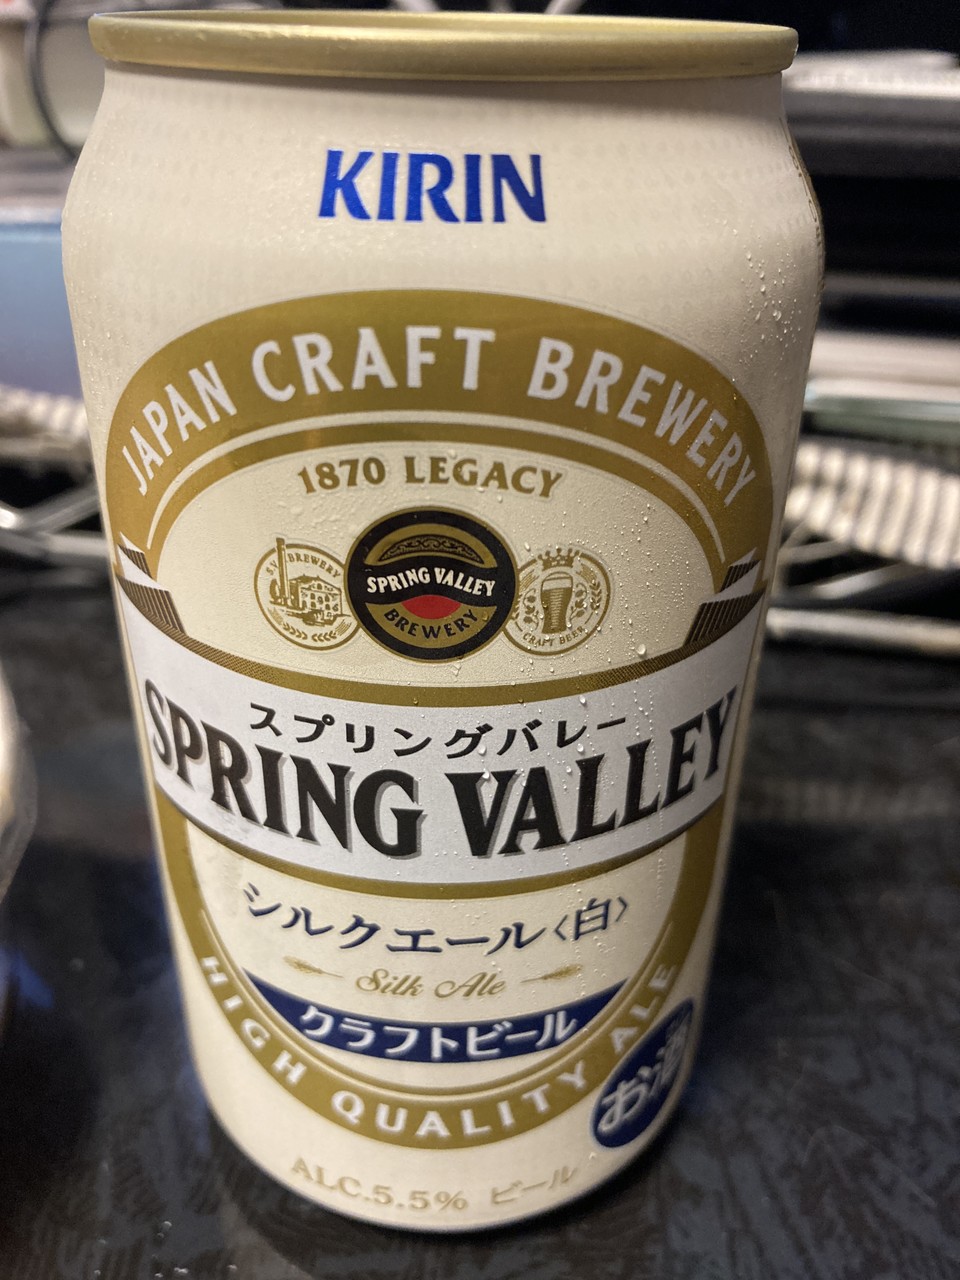 KIRIN
JAPAN CRAFT BREWERY
1870 LEGACY
S.V. BREWERY
SPRING VALLEY
BREWERY
CRAFT BEER
スプリングバレー
SPRING VALLEY
シルクエール〈白〉
Silk Ale
クラフトビール
HIGH QUALITY ALE
お酒
ALC.5.5% ビール